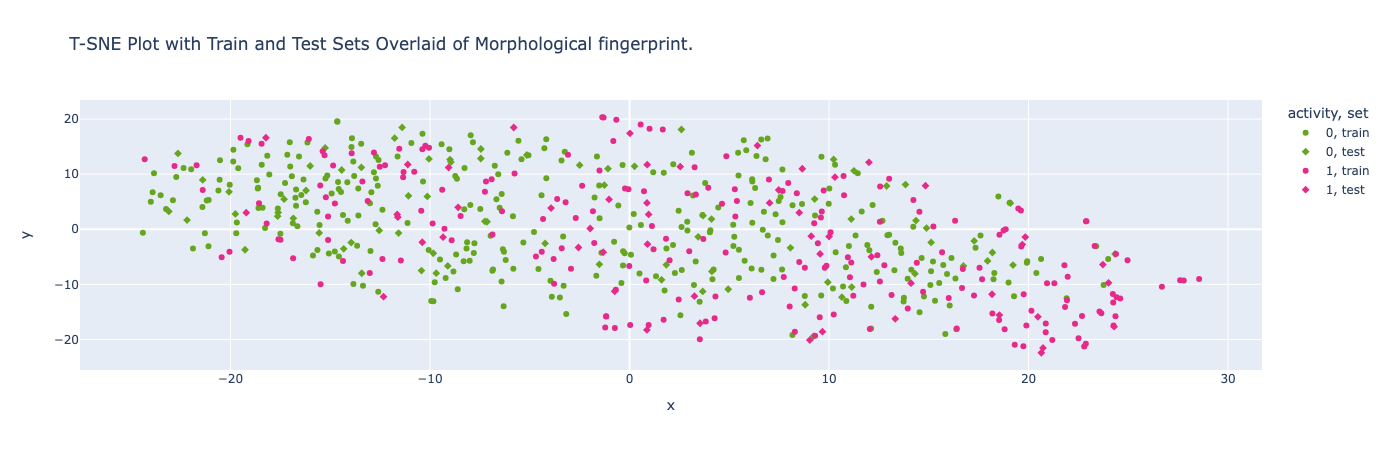 T-SNE Plot with Train and Test Sets Overlaid of Morphological fingerprint.
activity, set
0, train
0, test
1, train
1, test
20
10
0
−10
−20
y
−20
−10
0
10
20
30
x